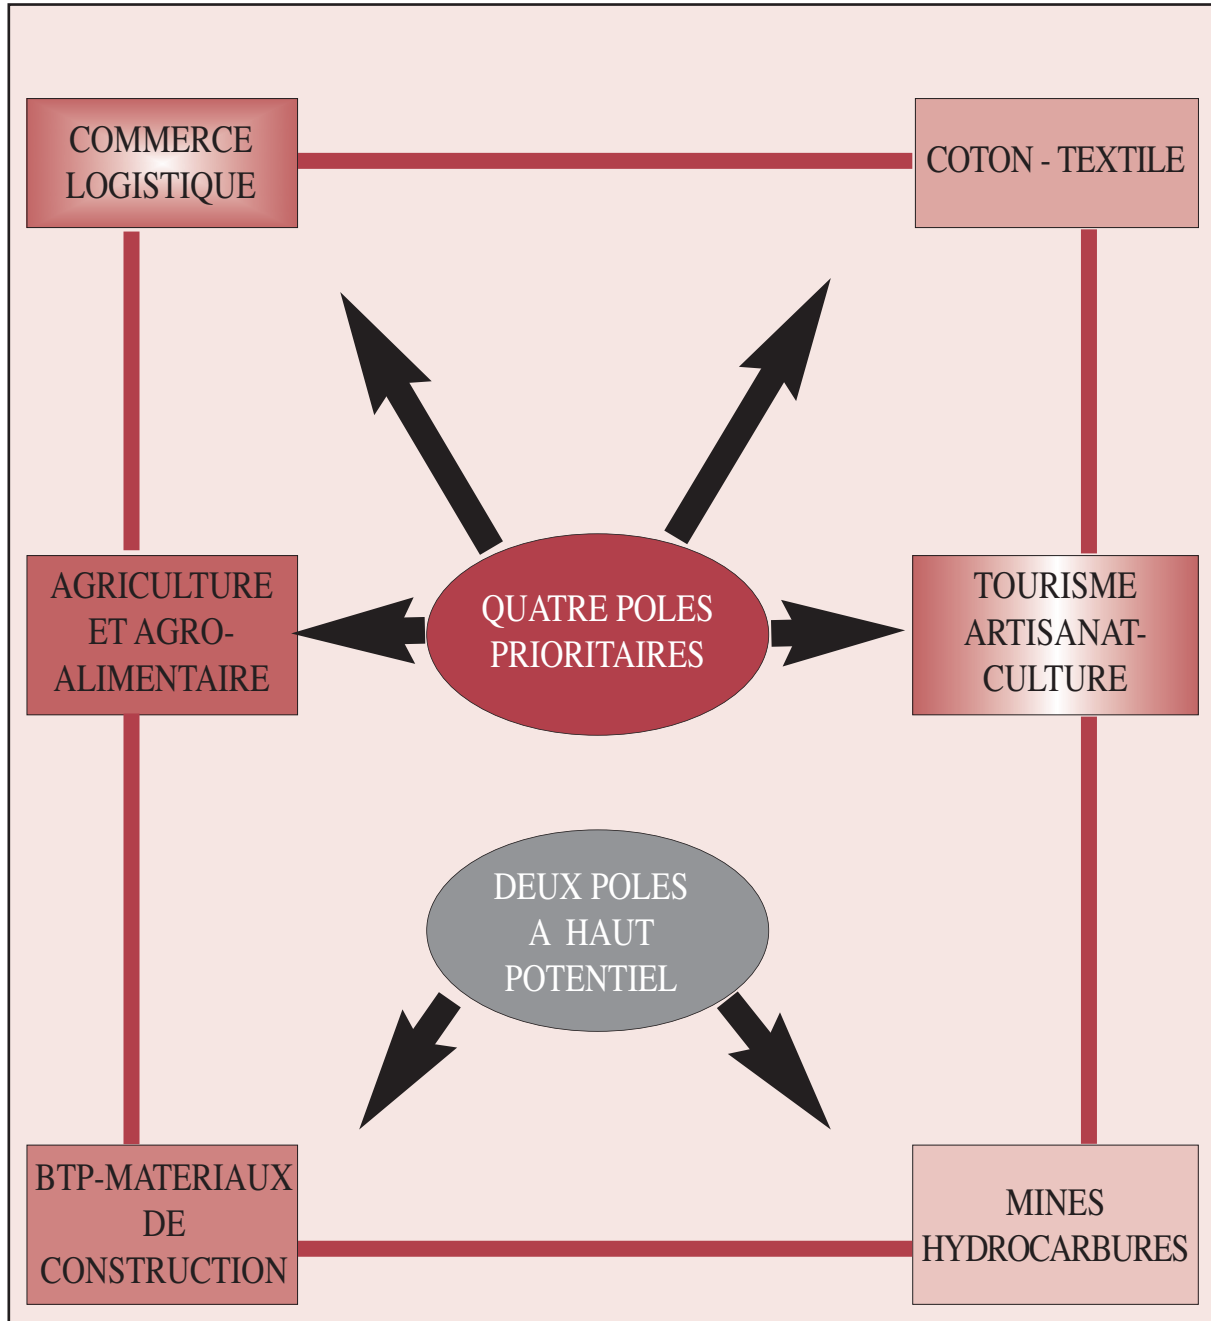 COMMERCE
LOGISTIQUE
COTON - TEXTILE
AGRICULTURE
ET AGRO-
ALIMENTAIRE
QUATRE POLES
PRIORITAIRES
TOURISME
ARTISANAT-
CULTURE
DEUX POLES
A HAUT
POTENTIEL
BTP-MATERIAUX
DE
CONSTRUCTION
MINES
HYDROCARBURES